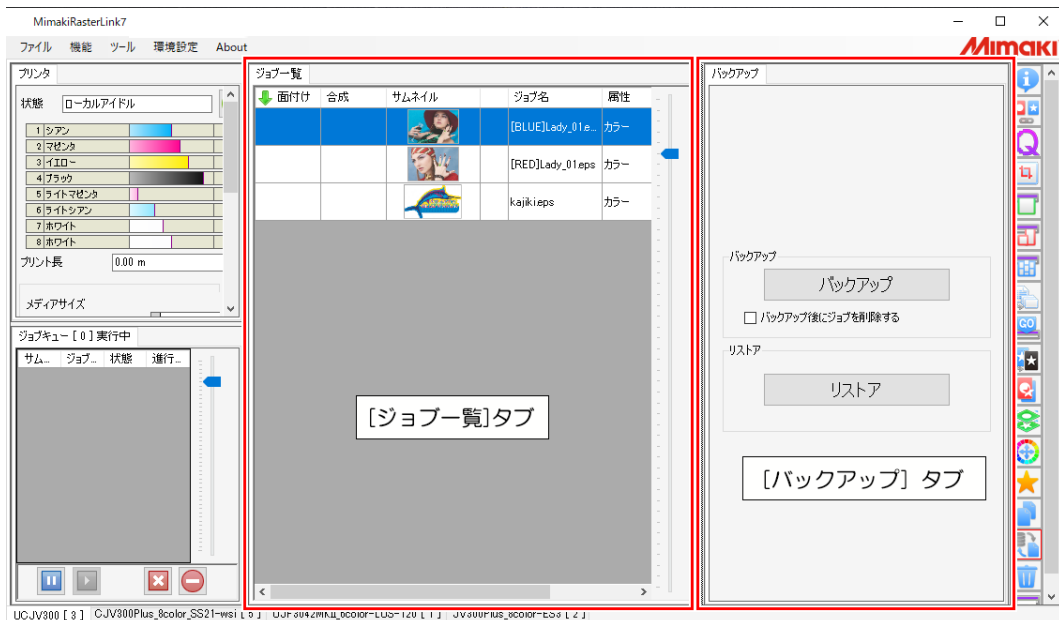 MimakiRasterLink7
ファイル 機能 ツール 環境設定 About
Mimaki
プリンタ
状態 ローカルアイドル
1 シアン
2 マゼンタ
3 イエロー
4 ブラック
5 ライトマゼンタ
6 ライトシアン
7 ホワイト
8 ホワイト
プリント長 0.00 m
メディアサイズ
ジョブキュー [ 0 ] 実行中
サム... ジョブ... 状態 進行...
ジョブ一覧
面付け 合成 サムネイル ジョブ名 属性
[BLUE]Lady_01.e... カラー
[RED]Lady_01.eps カラー
kajiki.eps カラー
[ジョブ一覧]タブ
バックアップ
バックアップ
バックアップ
バックアップ後にジョブを削除する
リストア
リストア
[バックアップ] タブ
GO
UCJV300 [ 3 ] CJV300Plus_8color_SS21-wsi [ 5 ] UJF3042MKII_6color-LUS-120 [ 1 ] JV300Plus_8color-ES3 [ 2 ]